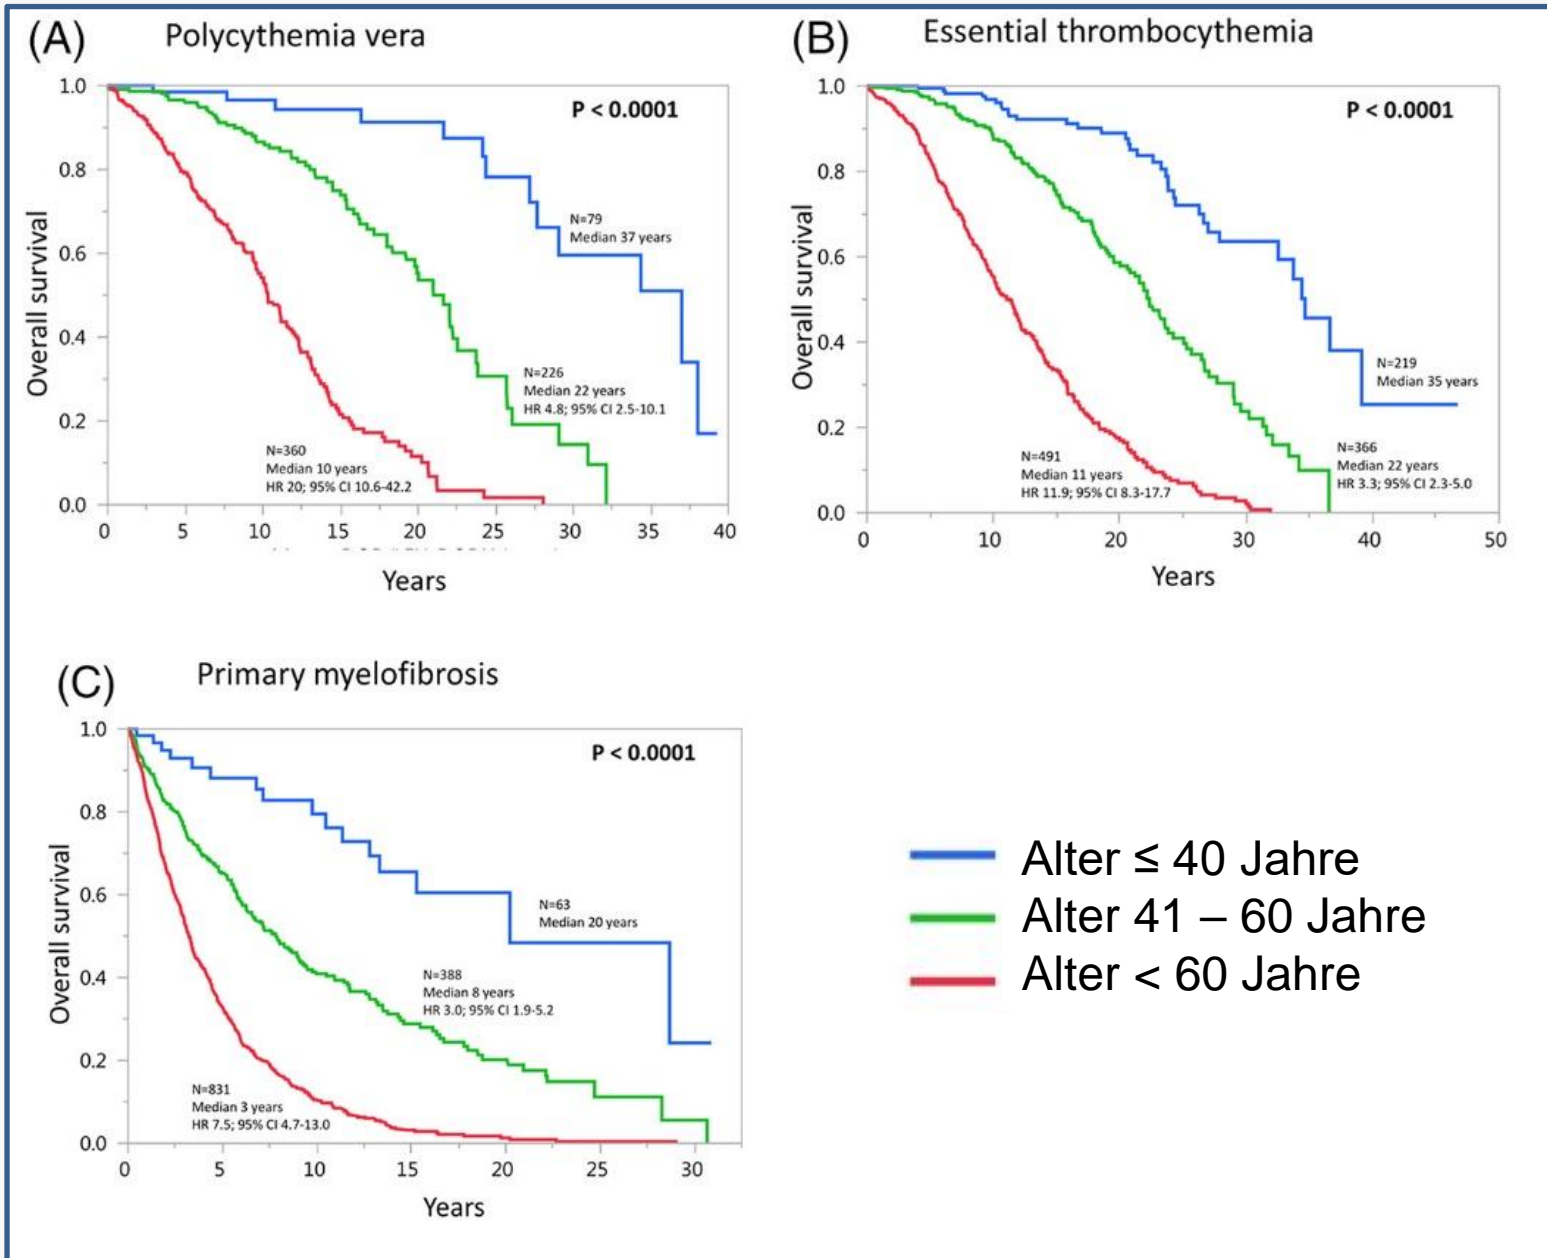 (A) Polycythemia vera
P < 0.0001
1.0
0.8
0.6
0.4
0.2
0.0
Overall survival
N=79
Median 37 years
N=226
Median 22 years
HR 4.8; 95% CI 2.5-10.1
N=360
Median 10 years
HR 20; 95% CI 10.6-42.2
0 5 10 15 20 25 30 35 40
Years
(B) Essential thrombocythemia
P < 0.0001
1.0
0.8
0.6
0.4
0.2
0.0
Overall survival
N=219
Median 35 years
N=366
Median 22 years
HR 3.3; 95% CI 2.3-5.0
N=491
Median 11 years
HR 11.9; 95% CI 8.3-17.7
0 10 20 30 40 50
Years
(C) Primary myelofibrosis
P < 0.0001
1.0
0.8
0.6
0.4
0.2
0.0
Overall survival
N=63
Median 20 years
N=388
Median 8 years
HR 3.0; 95% CI 1.9-5.2
N=831
Median 3 years
HR 7.5; 95% CI 4.7-13.0
0 5 10 15 20 25 30
Years
Alter ≤ 40 Jahre
Alter 41 – 60 Jahre
Alter < 60 Jahre